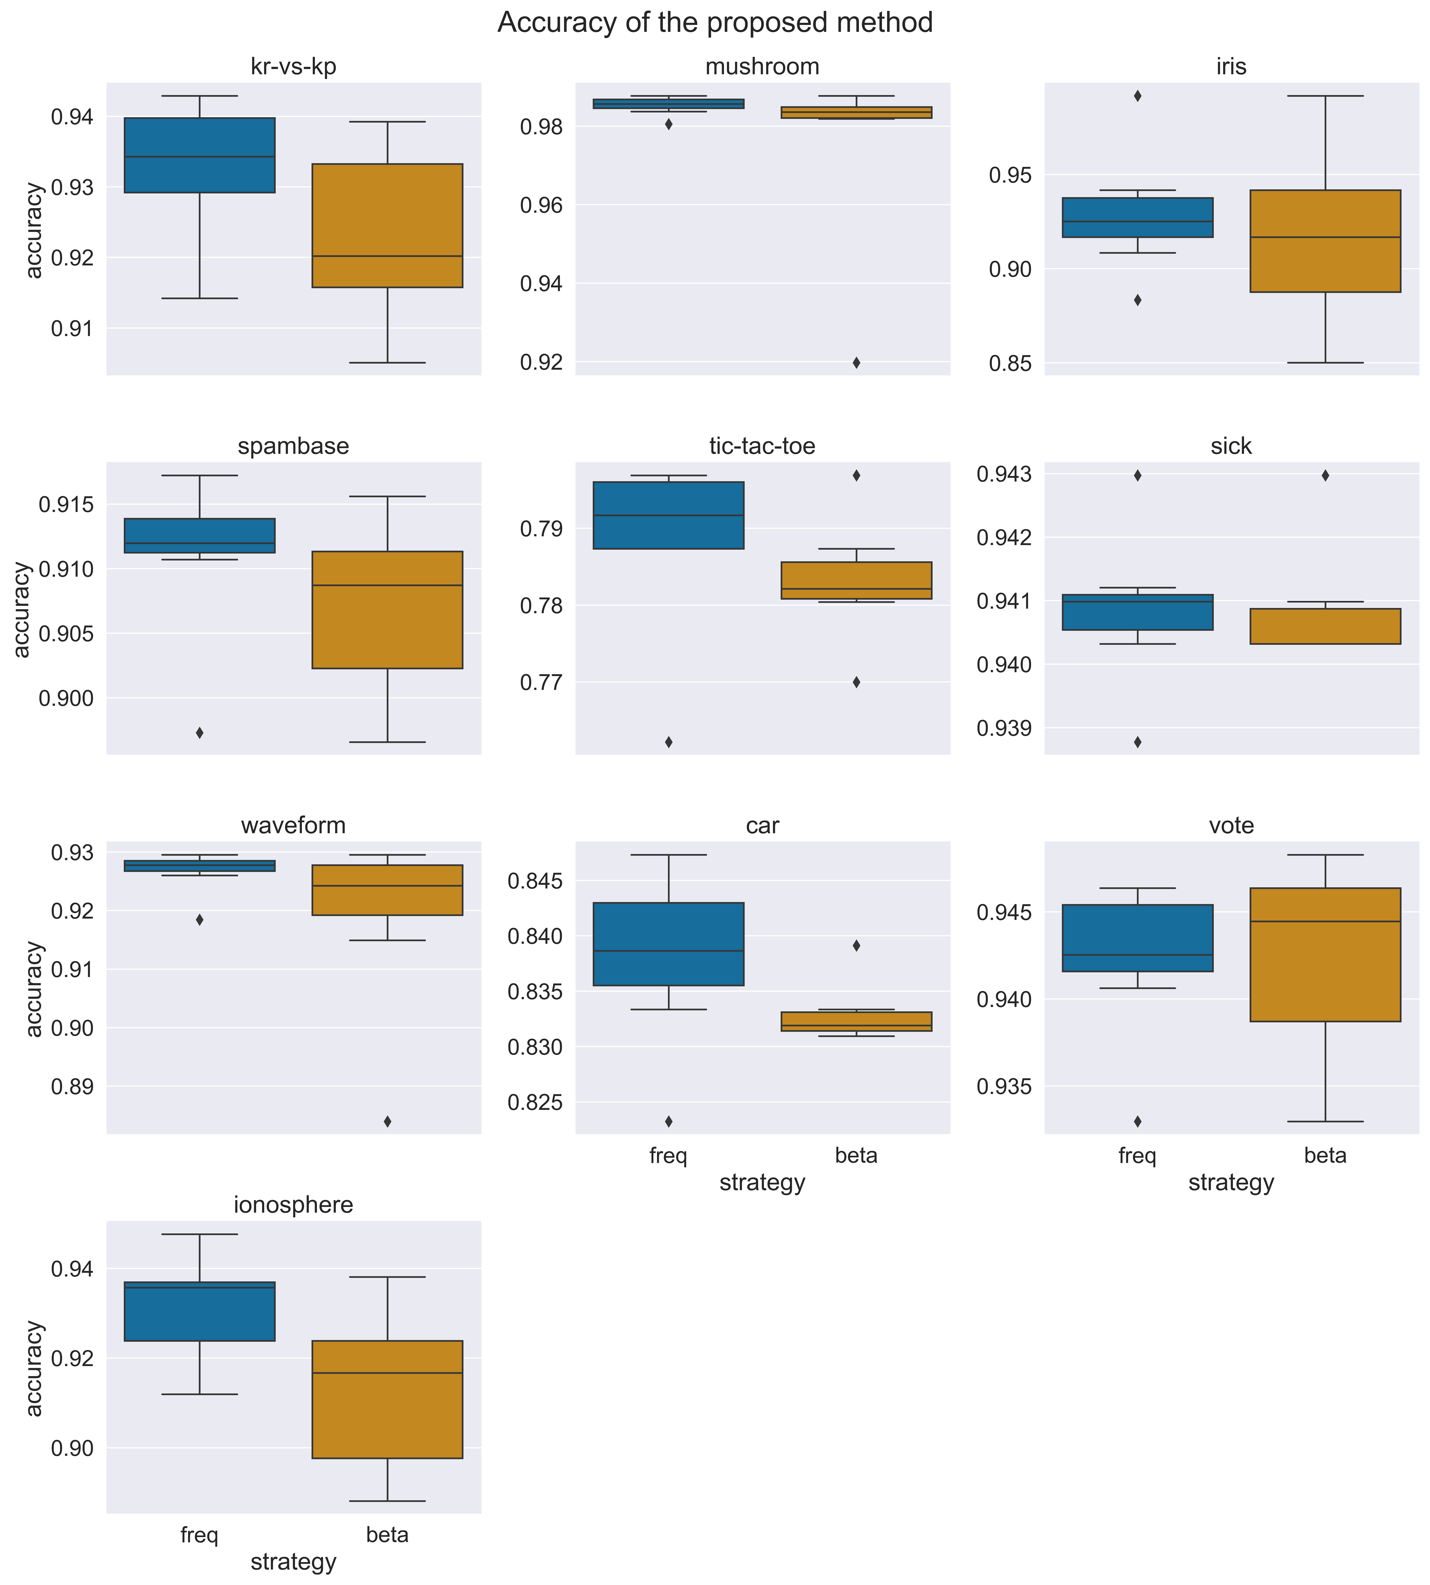 Accuracy of the proposed method
kr-vs-kp
mushroom
iris
accuracy
0.94
0.93
0.92
0.91
0.98
0.96
0.94
0.92
0.95
0.90
0.85
spambase
tic-tac-toe
sick
accuracy
0.915
0.910
0.905
0.900
0.79
0.78
0.77
0.943
0.942
0.941
0.940
0.939
waveform
car
vote
accuracy
0.93
0.92
0.91
0.90
0.89
0.845
0.840
0.835
0.830
0.825
0.945
0.940
0.935
freq beta
strategy
freq beta
strategy
ionosphere
accuracy
0.94
0.92
0.90
freq beta
strategy